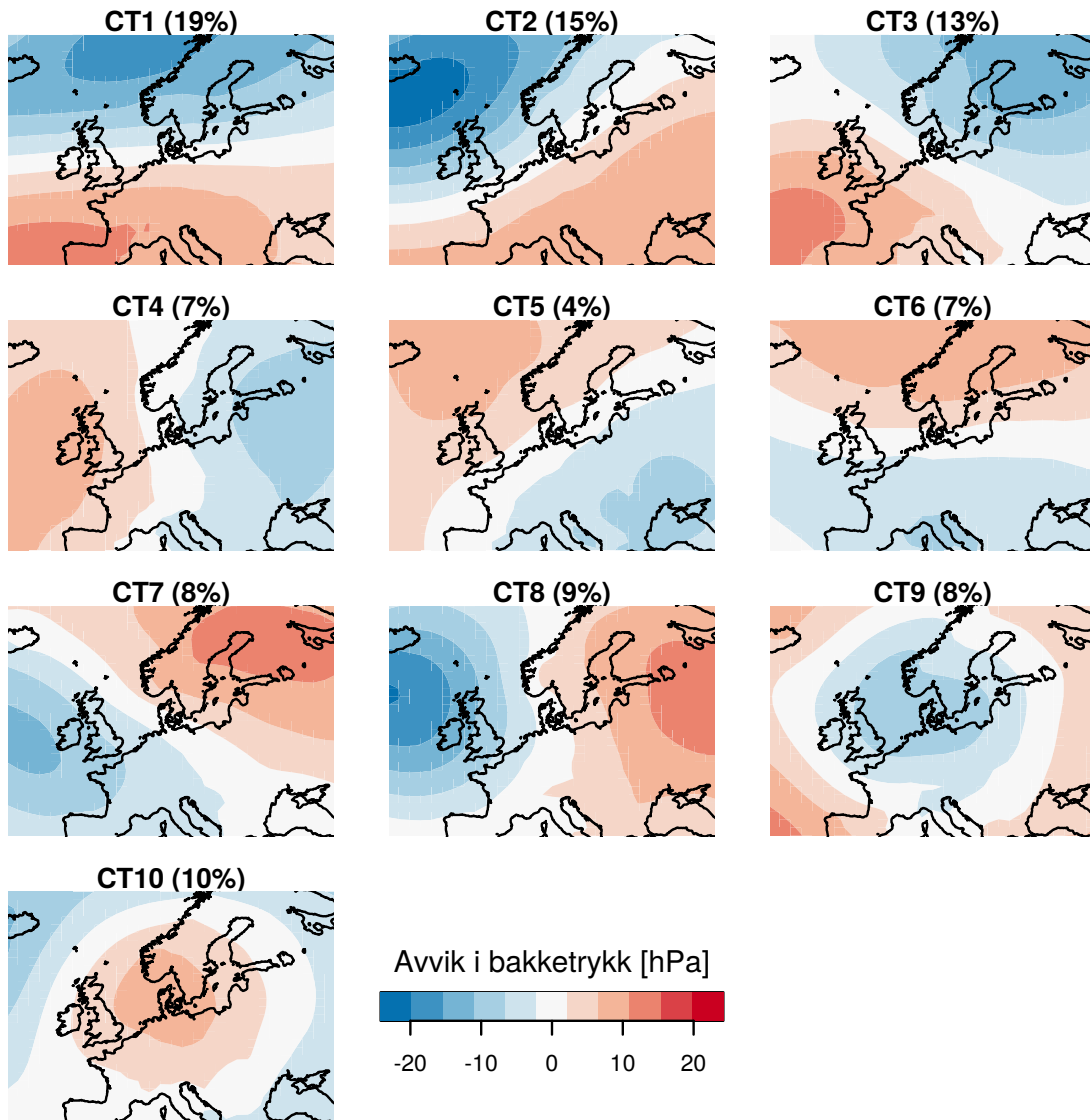 CT1 (19%)
CT2 (15%)
CT3 (13%)
CT4 (7%)
CT5 (4%)
CT6 (7%)
CT7 (8%)
CT8 (9%)
CT9 (8%)
CT10 (10%)
Avvik i bakketrykk [hPa]
-20 -10 0 10 20